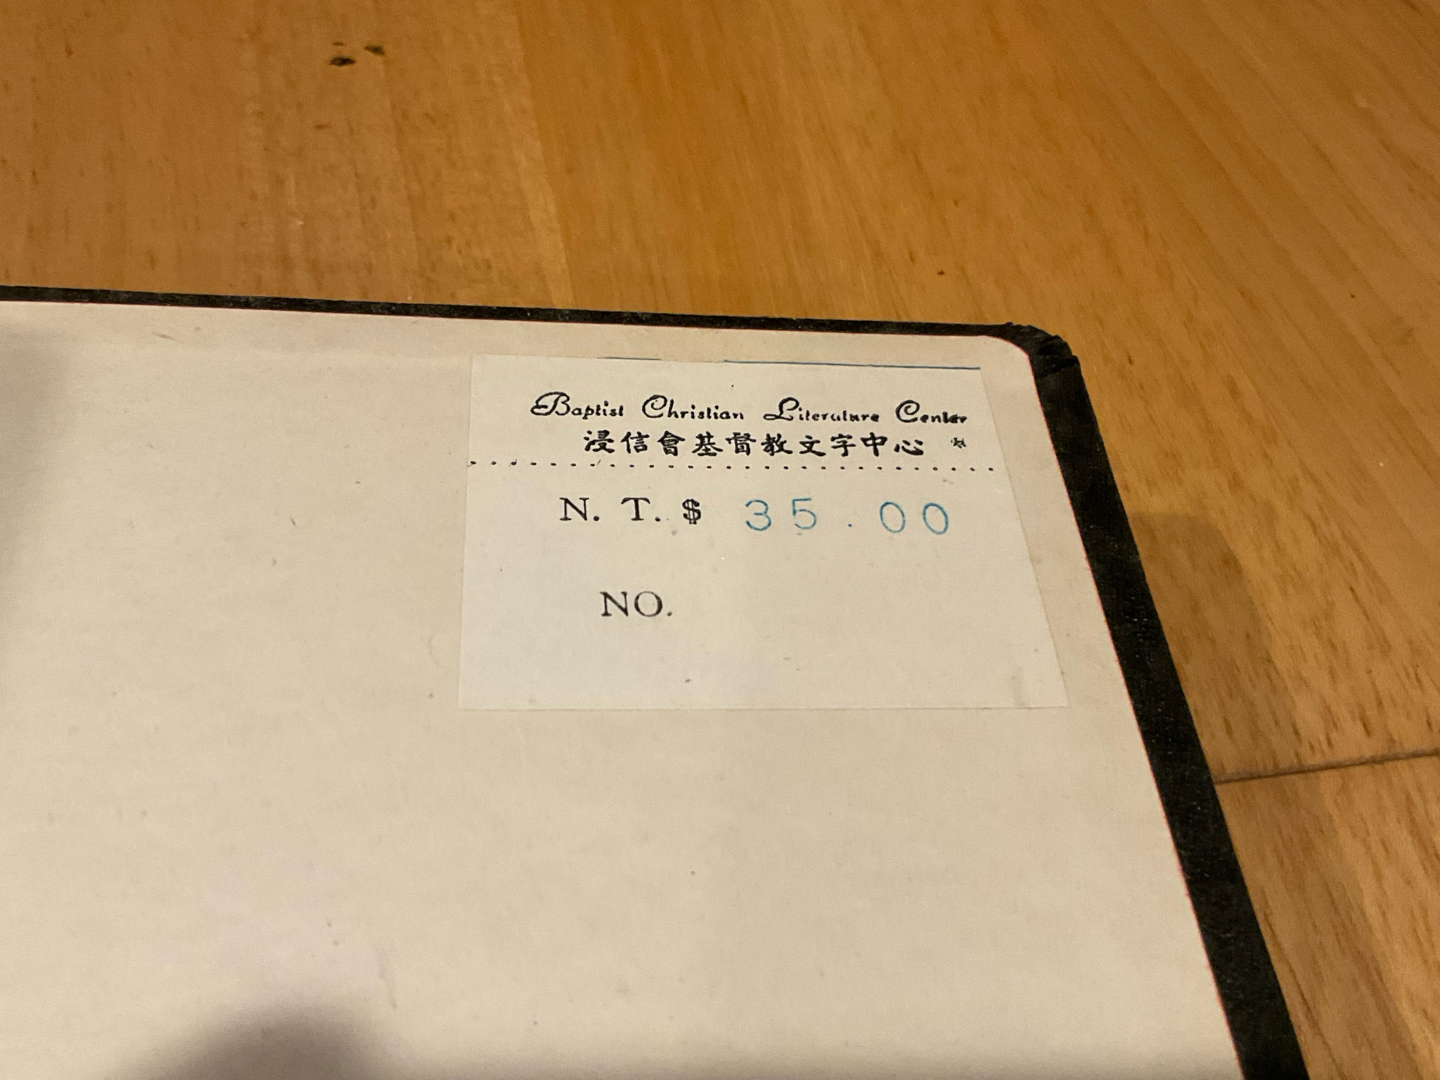 Baptist Christian Literature Center
浸信會基督教文字中心
N. T. $ 35.00
NO.